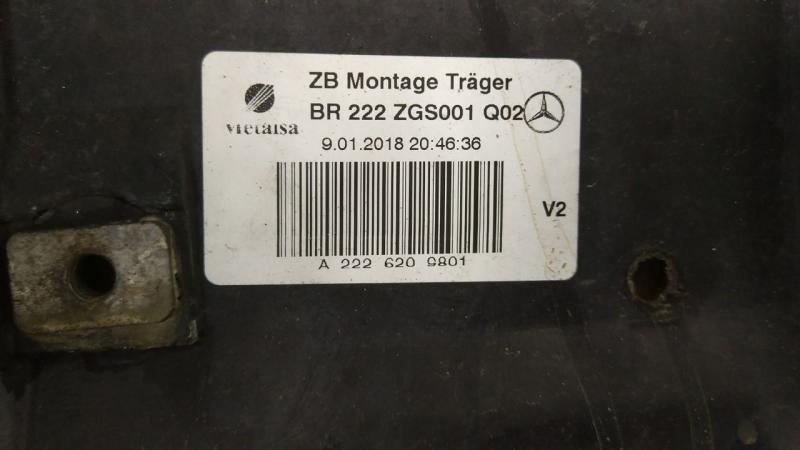 ZB Montage Träger
BR 222 ZGS001 Q02
9.01.2018 20:46:36
V2
A 222 620 9801